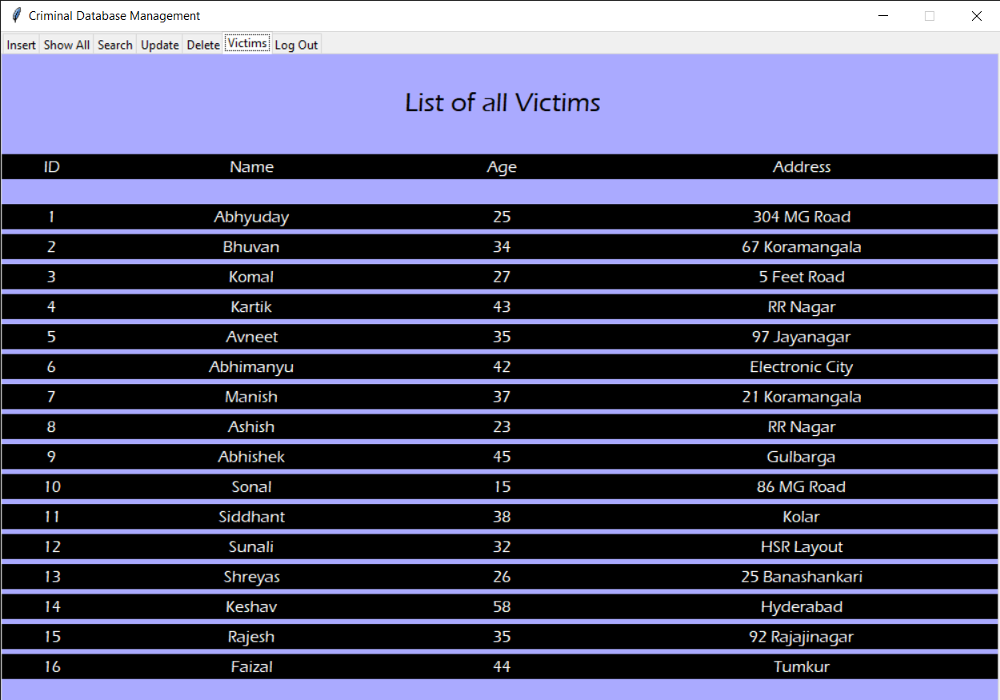 Criminal Database Management
Insert Show All Search Update Delete Victims Log Out
List of all Victims
ID Name Age Address
1 Abhyuday 25 304 MG Road
2 Bhuvan 34 67 Koramangala
3 Komal 27 5 Feet Road
4 Kartik 43 RR Nagar
5 Avneet 35 97 Jayanagar
6 Abhimanyu 42 Electronic City
7 Manish 37 21 Koramangala
8 Ashish 23 RR Nagar
9 Abhishek 45 Gulbarga
10 Sonal 15 86 MG Road
11 Siddhant 38 Kolar
12 Sunali 32 HSR Layout
13 Shreyas 26 25 Banashankari
14 Keshav 58 Hyderabad
15 Rajesh 35 92 Rajajinagar
16 Faizal 44 Tumkur